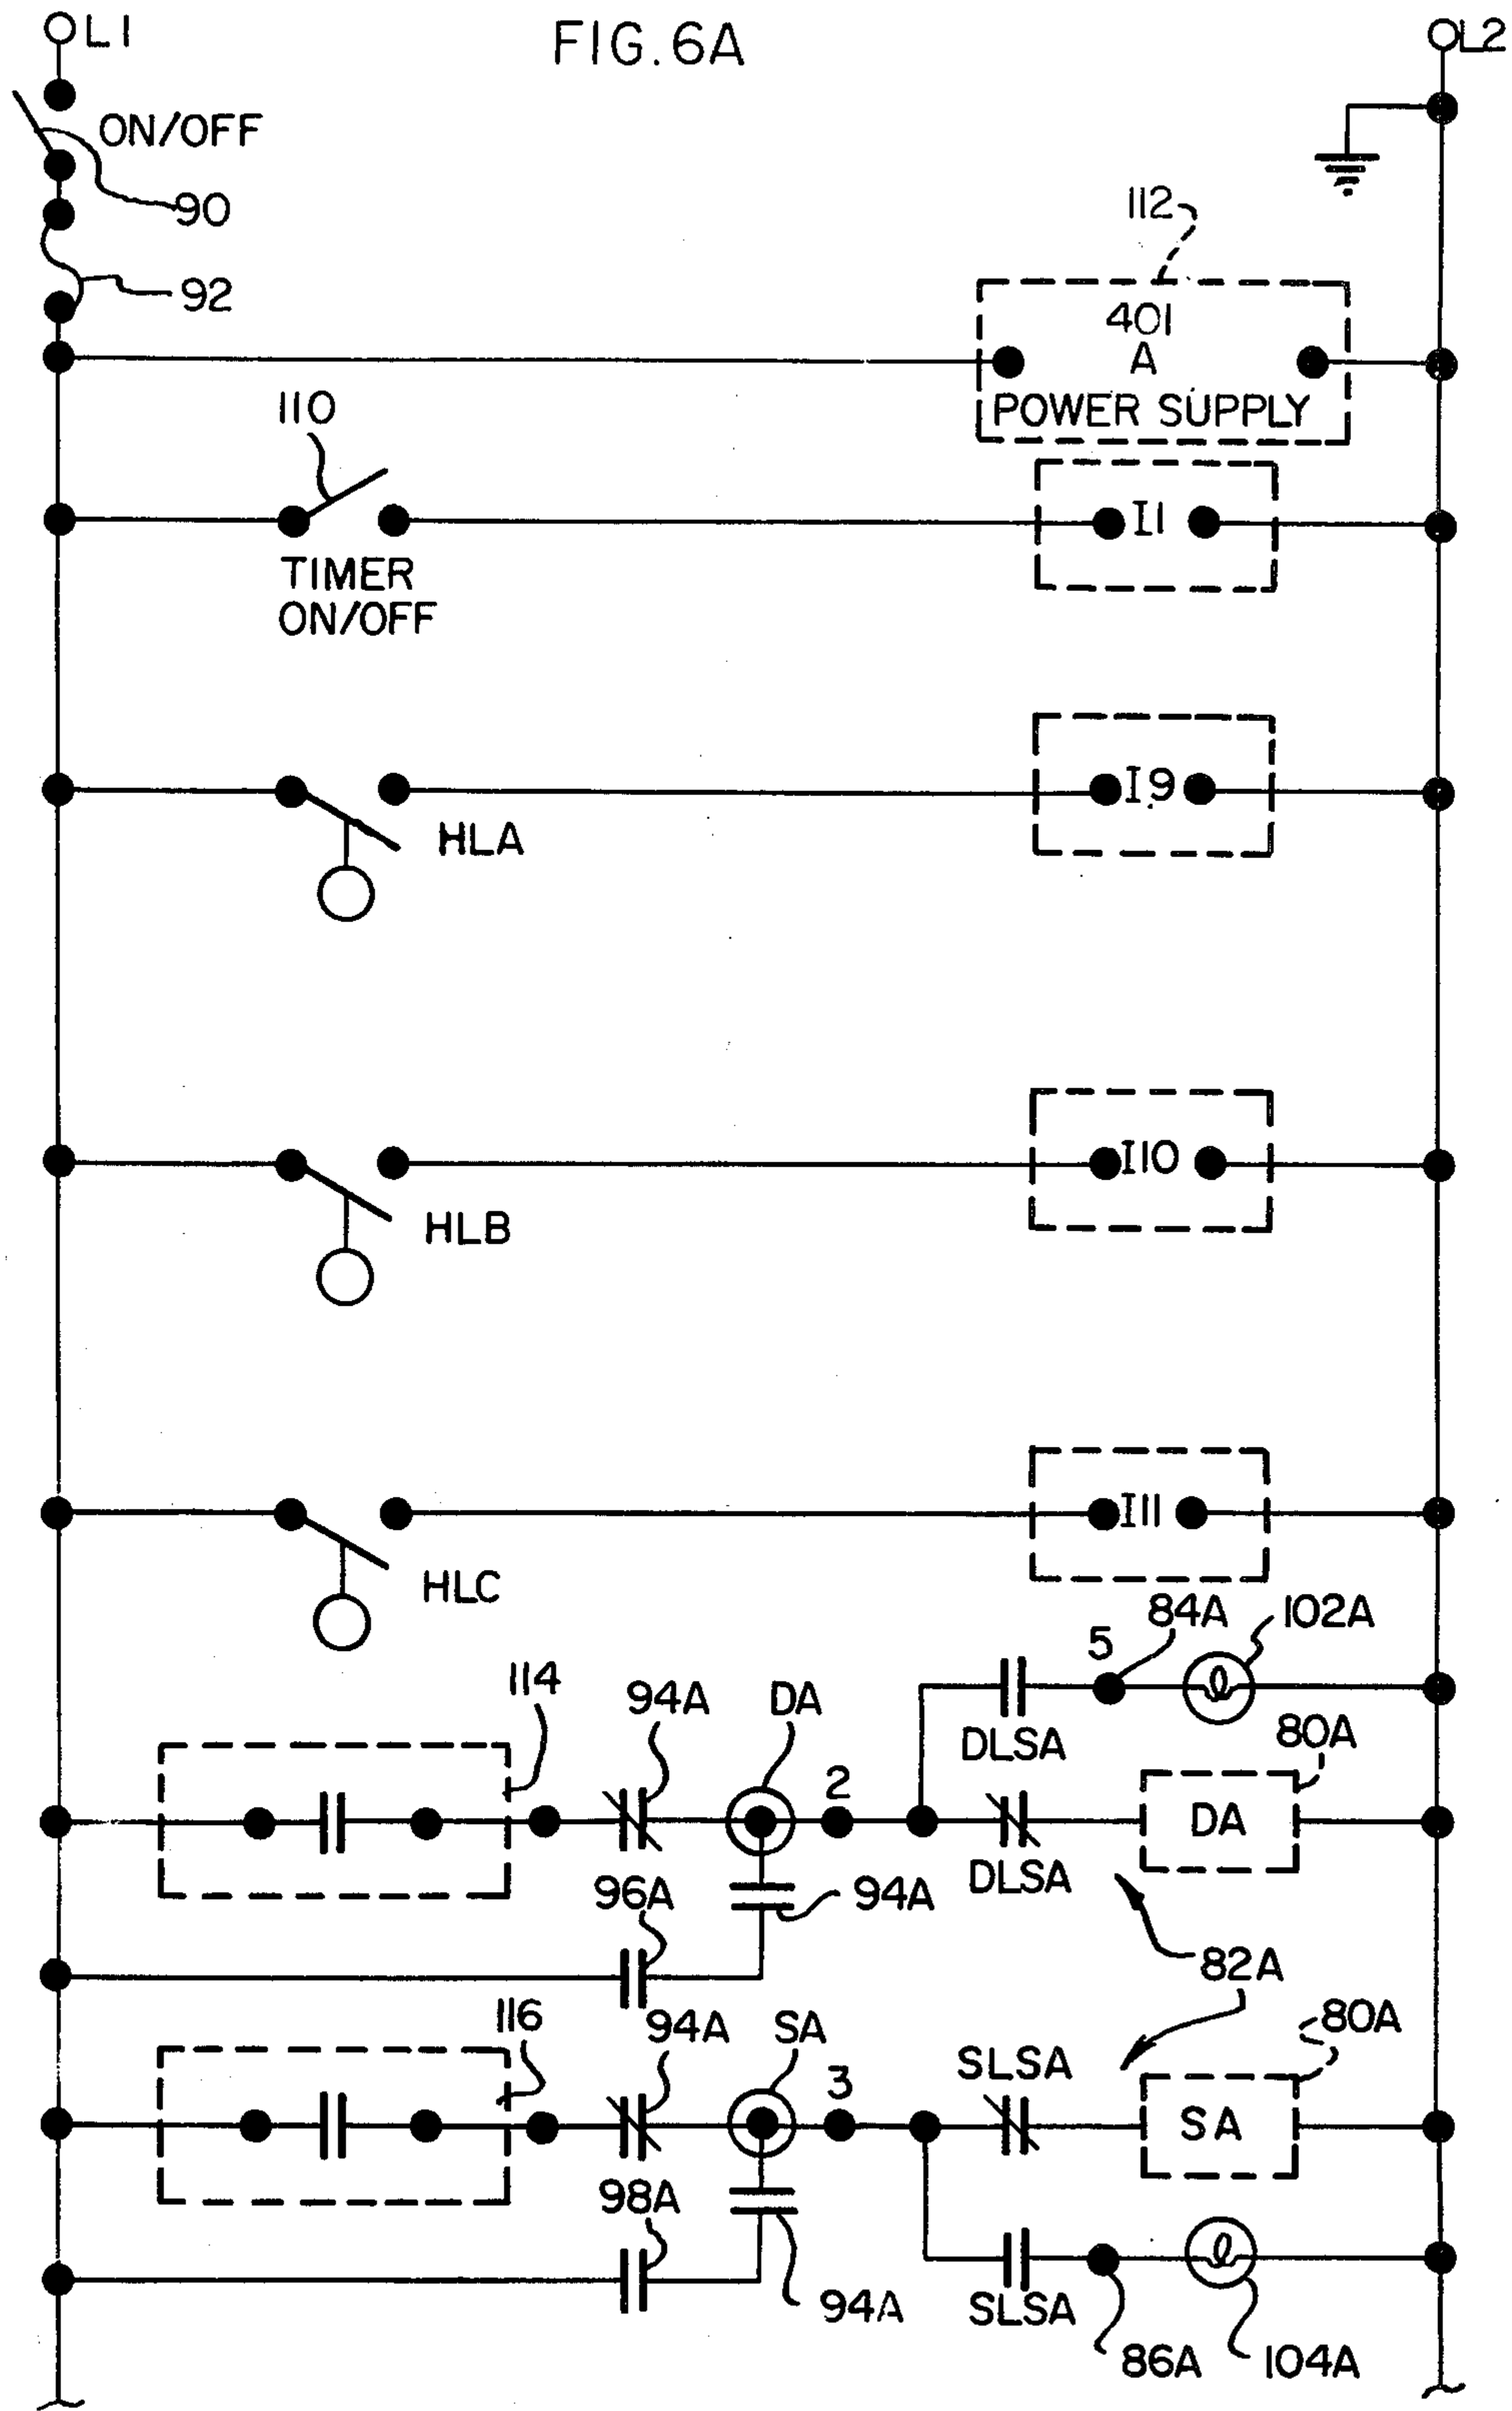 L1
FIG. 6A
L2
ON/OFF
90
112
92
401
A
POWER SUPPLY
110
I1
TIMER
ON/OFF
I9
HLA
I10
HLB
I11
HLC
84A
102A
5
114
94A
DA
DLSA
80A
2
DA
DLSA
96A
94A
82A
116
94A
SA
80A
SLSA
3
SA
98A
94A
SLSA
86A
104A